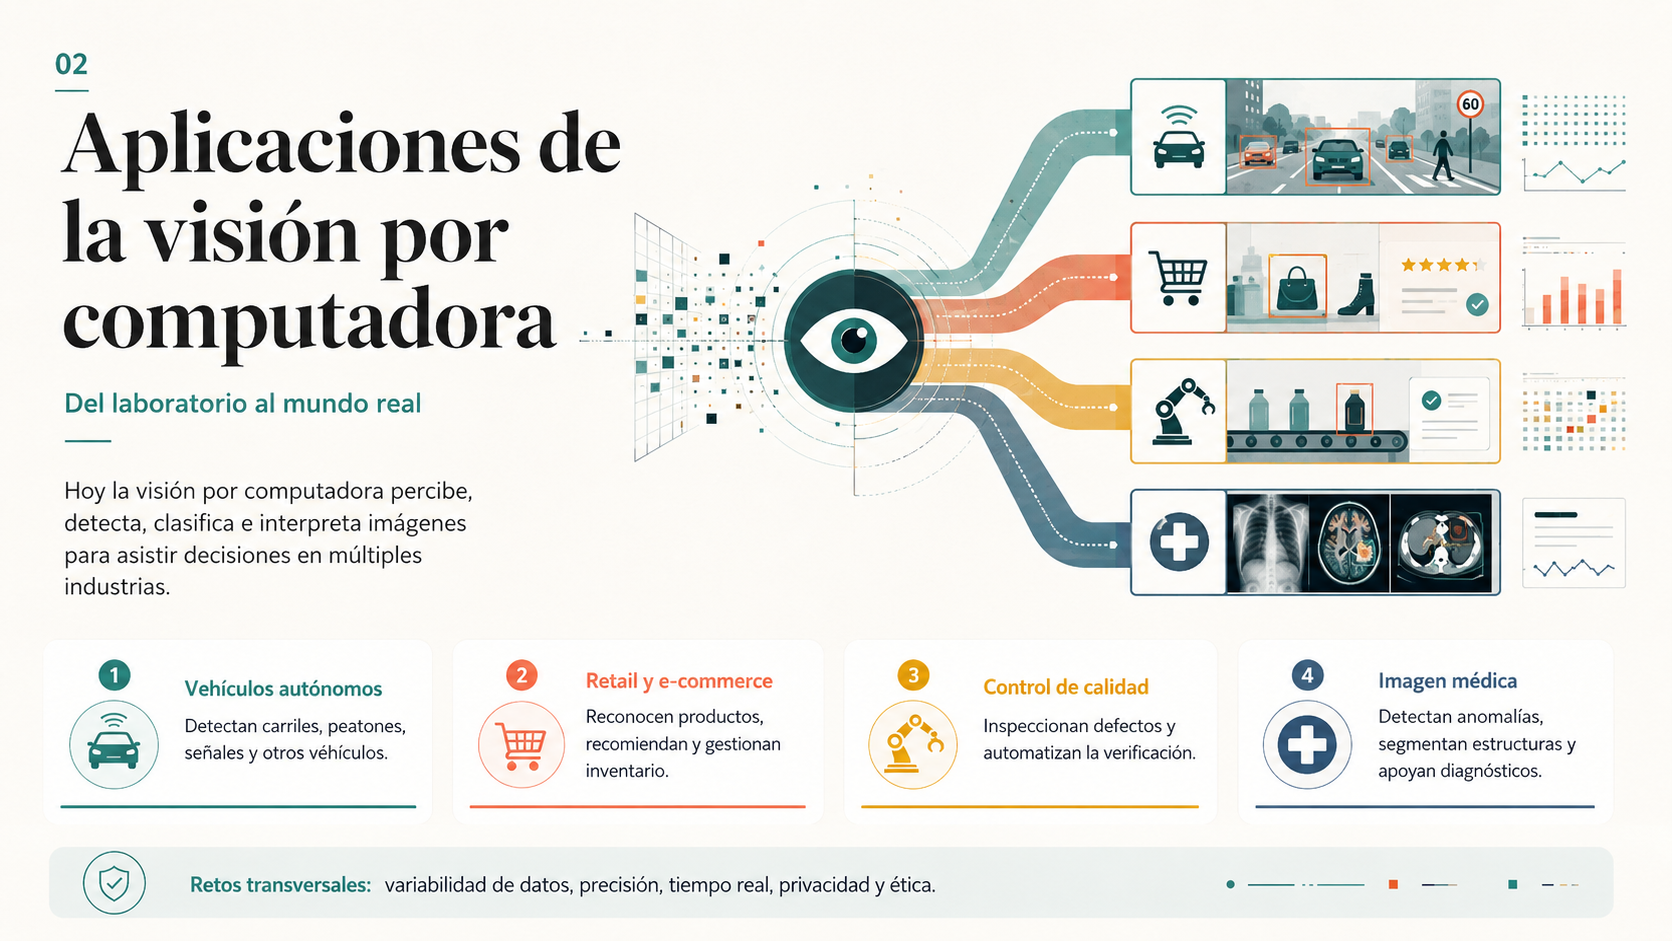 02
Aplicaciones de
la visión por
computadora
Del laboratorio al mundo real
Hoy la visión por computadora percibe,
detecta, clasifica e interpreta imágenes
para asistir decisiones en múltiples
industrias.
60
1
Vehículos autónomos
Detectan carriles, peatones,
señales y otros véhículos.
2
Retail y e-commerce
Reconocen productos,
recomiendan y gestionan
inventario.
3
Control de calidad
Inspeccionan defectos y
automatizan la verificación.
4
Imagen médica
Detectan anomalías,
segmentan estructuras y
apoyan diagnósticos.
Retos transversales: variabilidad de datos, precisión, tiempo real, privacidad y ética.